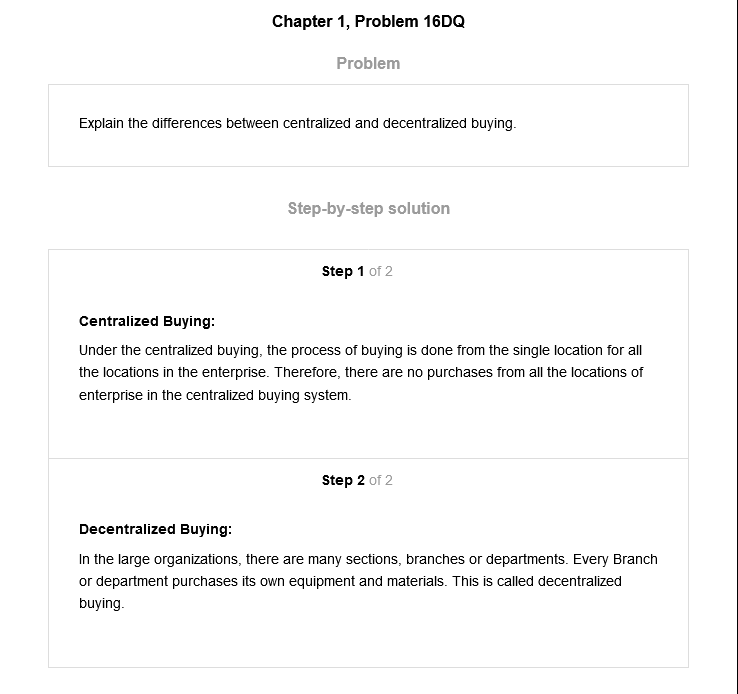 Chapter 1, Problem 16DQ
Problem
Explain the differences between centralized and decentralized buying.
Step-by-step solution
Step 1 of 2
Centralized Buying:
Under the centralized buying, the process of buying is done from the single location for all
the locations in the enterprise. Therefore, there are no purchases from all the locations of
enterprise in the centralized buying system.
Step 2 of 2
Decentralized Buying:
In the large organizations, there are many sections, branches or departments. Every Branch
or department purchases its own equipment and materials. This is called decentralized
buying.